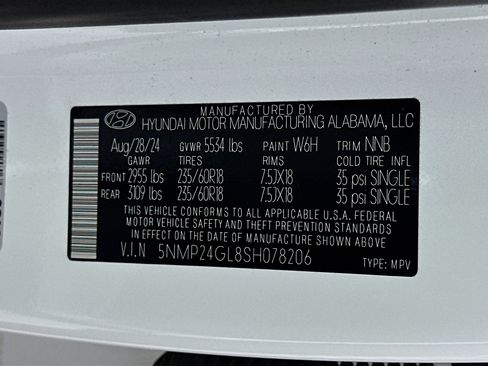 MANUFACTURED BY
HYUNDAI MOTOR MANUFACTURING ALABAMA, LLC
Aug/28/24 GVWR 5534 lbs PAINT W6H TRIM NNB
GAWR TIRES RIMS COLD TIRE INFL
FRONT 2955 lbs 235/60R18 7.5JX18 35 psi SINGLE
REAR 3109 lbs 235/60R18 7.5JX18 35 psi SINGLE
THIS VEHICLE CONFORMS TO ALL APPLICABLE U.S.A. FEDERAL
MOTOR VEHICLE SAFETY AND THEFT PREVENTION STANDARDS
IN EFFECT ON THE DATE OF MANUFACTURE SHOWN ABOVE
V.I.N 5NMP24GL8SH078206
TYPE: MPV